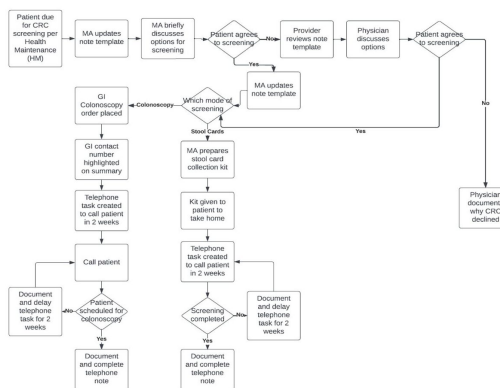 Patient due for CRC
screening per
Health
Maintenance (HM)
MA updates
note template
MA briefly
discusses
options for
screening
Patient agrees
to screening
No
Provider
reviews note
template
Physician
discusses
options
Patient agrees
to screening
Yes
MA updates
note template
No
GI
Colonoscopy
order placed
Colonoscopy
Which mode of
screening
Yes
Stool Cards
GI contact
number
highlighted
on summary
MA prepares
stool card
collection kit
Telephone
task created
to call patient
in 2 weeks
Kit given to
patient to
take home
Physician
document
why CRC
declined
Call patient
Telephone
task created
to call patient
in 2 weeks
Document
and delay
telephone
task for 2
weeks
No
Patient
scheduled for
colonoscopy
Screening
completed
No
Document
and delay
telephone
task for 2
weeks
Yes
Yes
Document
and complete
telephone
note
Document
and complete
telephone
note